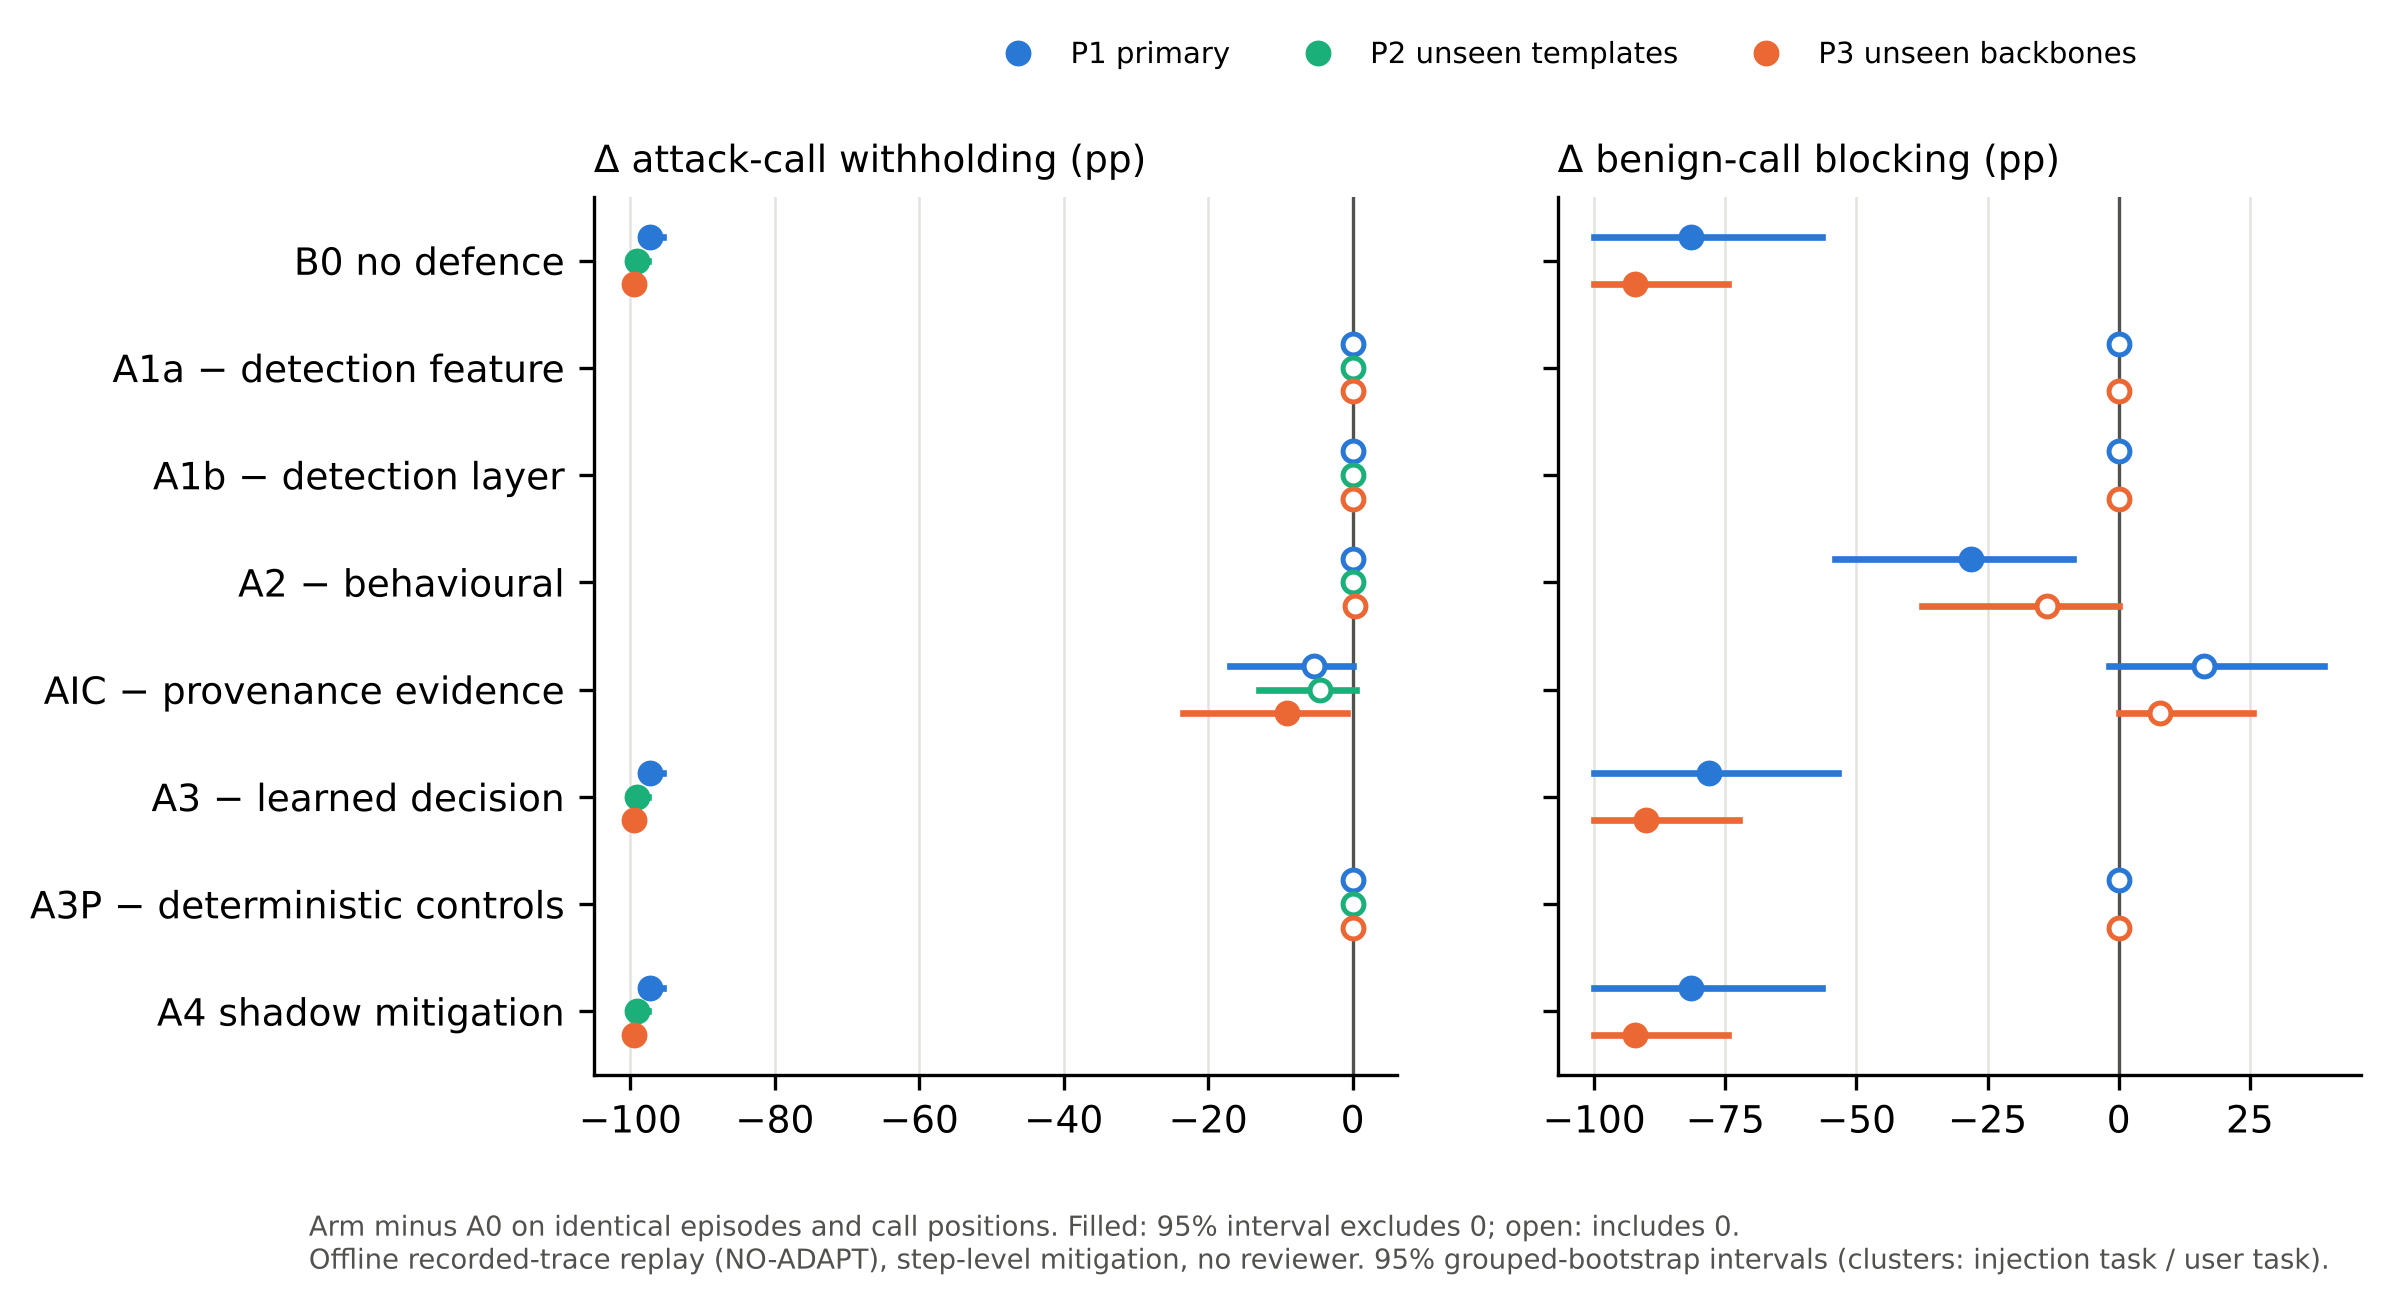 P1 primary P2 unseen templates P3 unseen backbones
Δ attack-call withholding (pp) Δ benign-call blocking (pp)
B0 no defence
A1a − detection feature
A1b − detection layer
A2 − behavioural
AIC − provenance evidence
A3 − learned decision
A3P − deterministic controls
A4 shadow mitigation
−100 −80 −60 −40 −20 0 −100 −75 −50 −25 0 25
Arm minus A0 on identical episodes and call positions. Filled: 95% interval excludes 0; open: includes 0.
Offline recorded-trace replay (NO-ADAPT), step-level mitigation, no reviewer. 95% grouped-bootstrap intervals (clusters: injection task / user task).